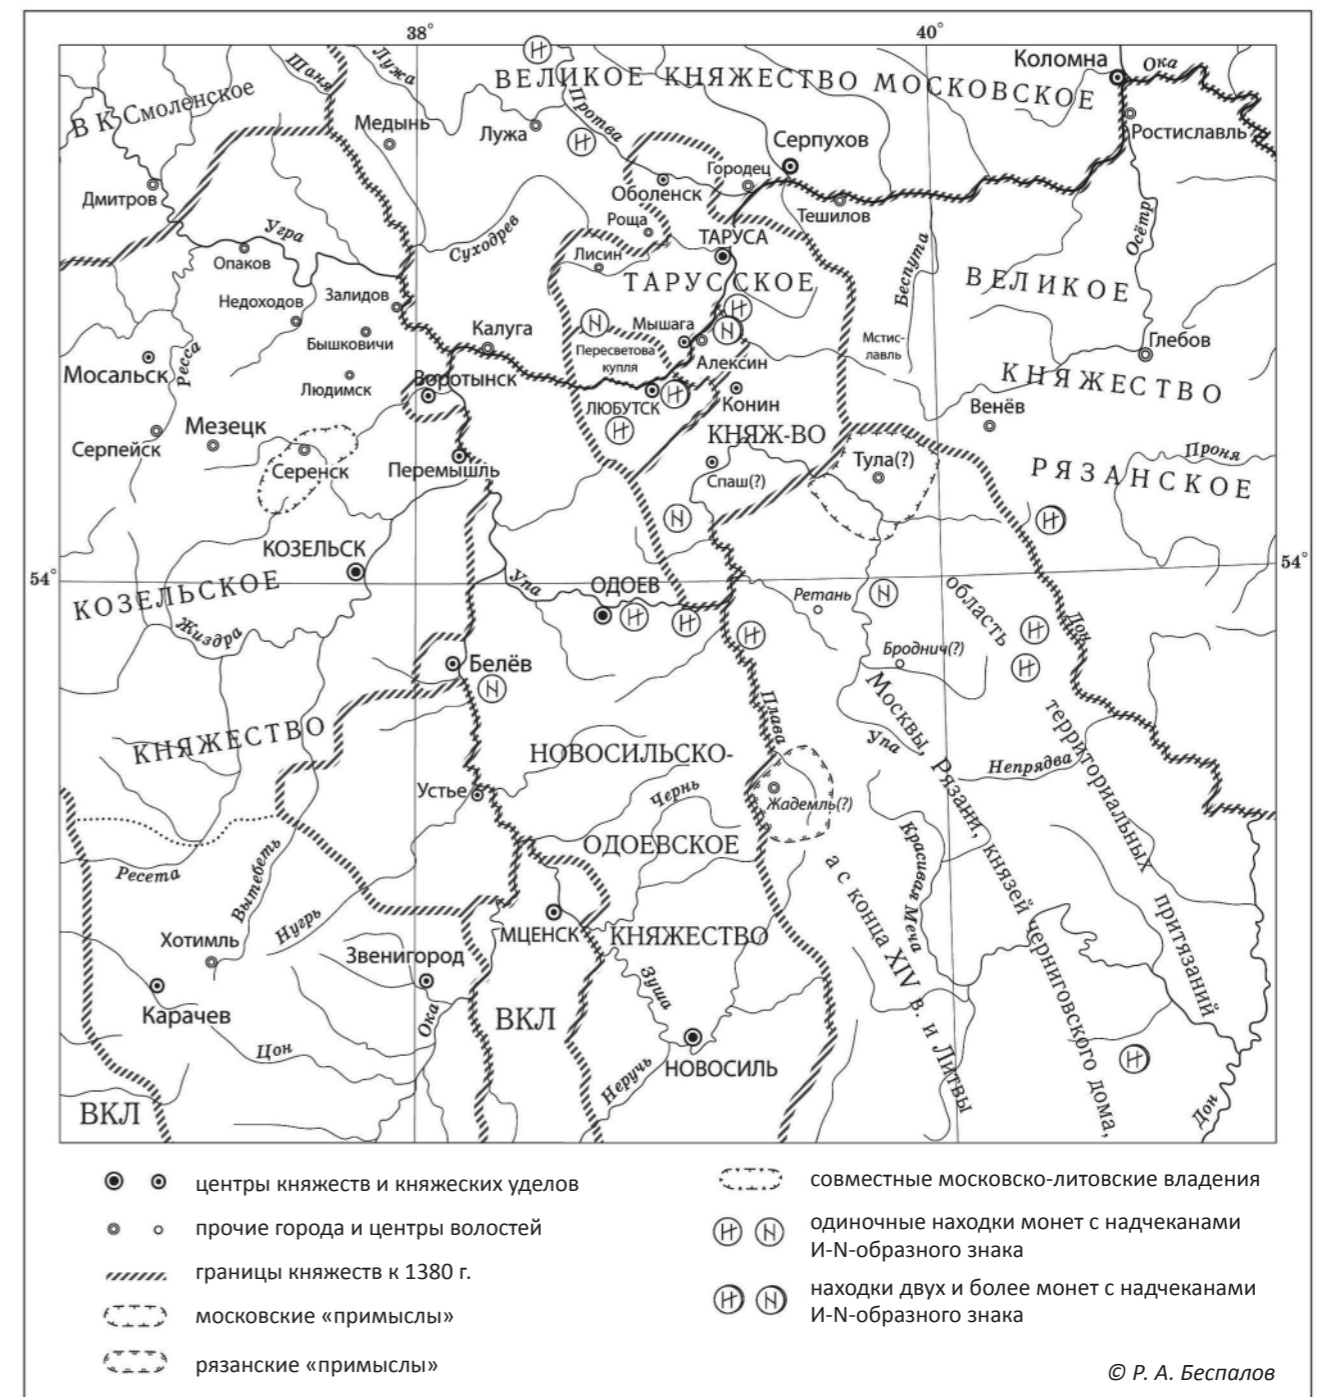 38°
40°
Коломна
Ока
Шаня
Лужа
ВЕЛИКОЕ КНЯЖЕСТВО МОСКОВСКОЕ
В К Смоленское
Протва
Медынь
Лужа
Серпухов
Ростиславль
Дмитров
Оболенск
Городец
Тешилов
Роща
Угра
Суходрев
ТАРУСА
Осётр
Опаков
Лисин
Беспута
ТАРУССКОЕ
ВЕЛИКОЕ
Недоходов
Залидов
Калуга
Мышага
Бышковичи
Пересветова
купля
Алексин
Мстис-
лавль
Глебов
Мосальск
Ресса
Людимск
Воротынск
КНЯЖЕСТВО
ЛЮБУТСК
Конин
Венёв
Серпейск
Мезецк
КНЯЖ-ВО
Серенск
Перемышль
Спаш(?)
Тула(?)
Проня
РЯЗАНСКОЕ
КОЗЕЛЬСК
54°
54°
КОЗЕЛЬСКОЕ
Упа
ОДОЕВ
Ретань
область
Дон
Жиздра
Белёв
Бродничь(?)
КНЯЖЕСТВО
Плава
Москвы, Рязани, князей черниговского дома,
территориальных притязаний
НОВОСИЛЬСКО-
Упа
Непрядва
Устье
Чернь
Жадемль(?)
ОДОЕВСКОЕ
Ресета
Вытебеть
а с конца XIV в. и Литвы
Красивая Меча
Нугрь
Хотимль
Звенигород
МЦЕНСК
КНЯЖЕСТВО
Зуша
Карачев
Ока
ВКЛ
Цон
НОВОСИЛЬ
Неручь
Дон
ВКЛ
центры княжеств и княжеских уделов
прочие города и центры волостей
границы княжеств к 1380 г.
московские «примыслы»
рязанские «примыслы»
совместные московско-литовские владения
одиночные находки монет с надчеканами
И-N-образного знака
находки двух и более монет с надчеканами
И-N-образного знака
© Р. А. Беспалов